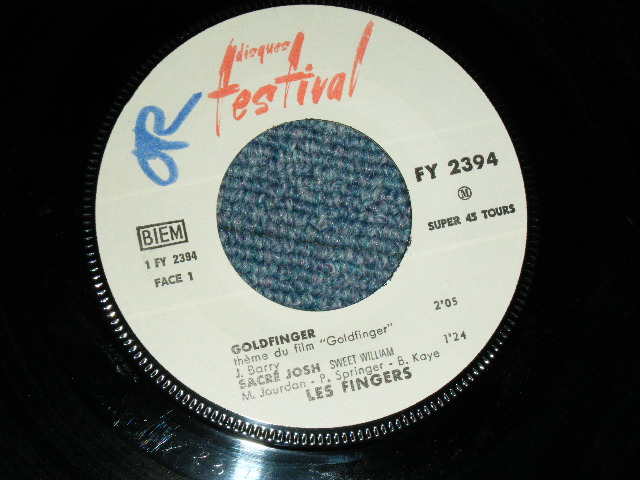 disques
festival
OR
FY 2394
M
SUPER 45 TOURS
BIEM
1 FY 2394
FACE 1
GOLDFINGER
thème du film "Goldfinger" 2'05
J. Barry
SACRÉ JOSH SWEET WILLIAM 1'24
M. Jourdan - P. Springer - B. Kaye
LES FINGERS